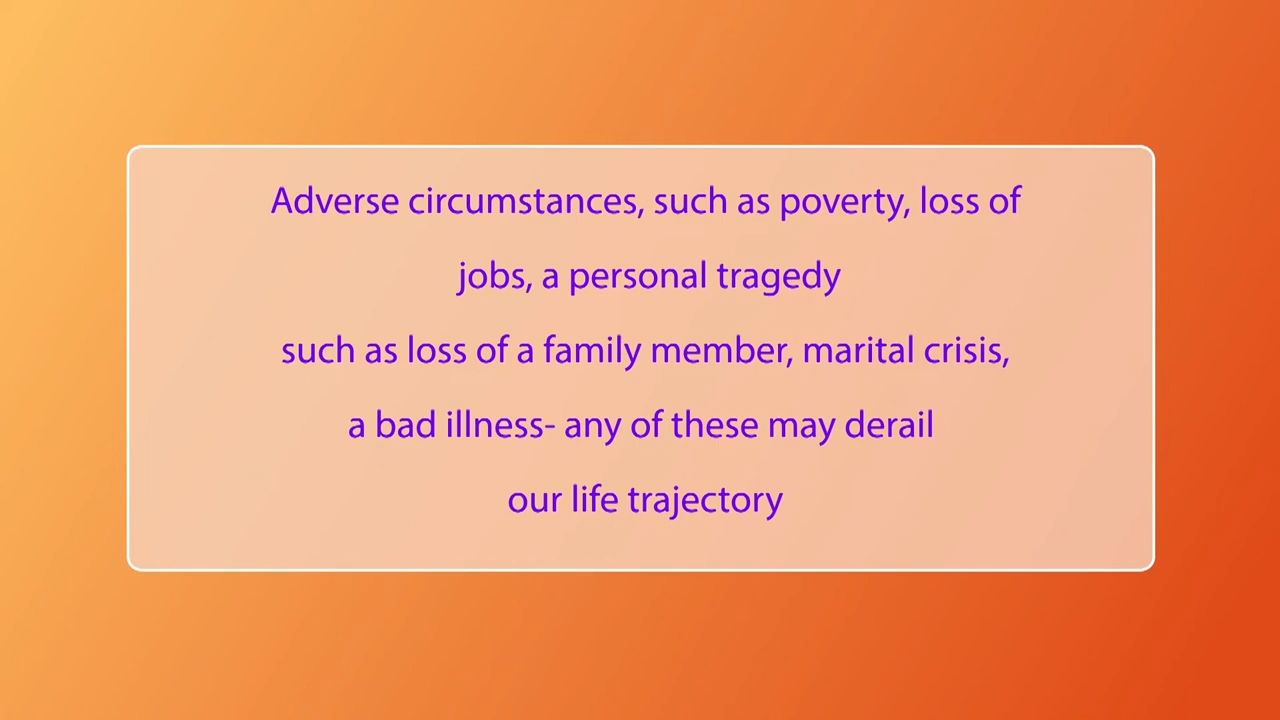 Adverse circumstances, such as poverty, loss of
jobs, a personal tragedy
such as loss of a family member, marital crisis,
a bad illness- any of these may derail
our life trajectory